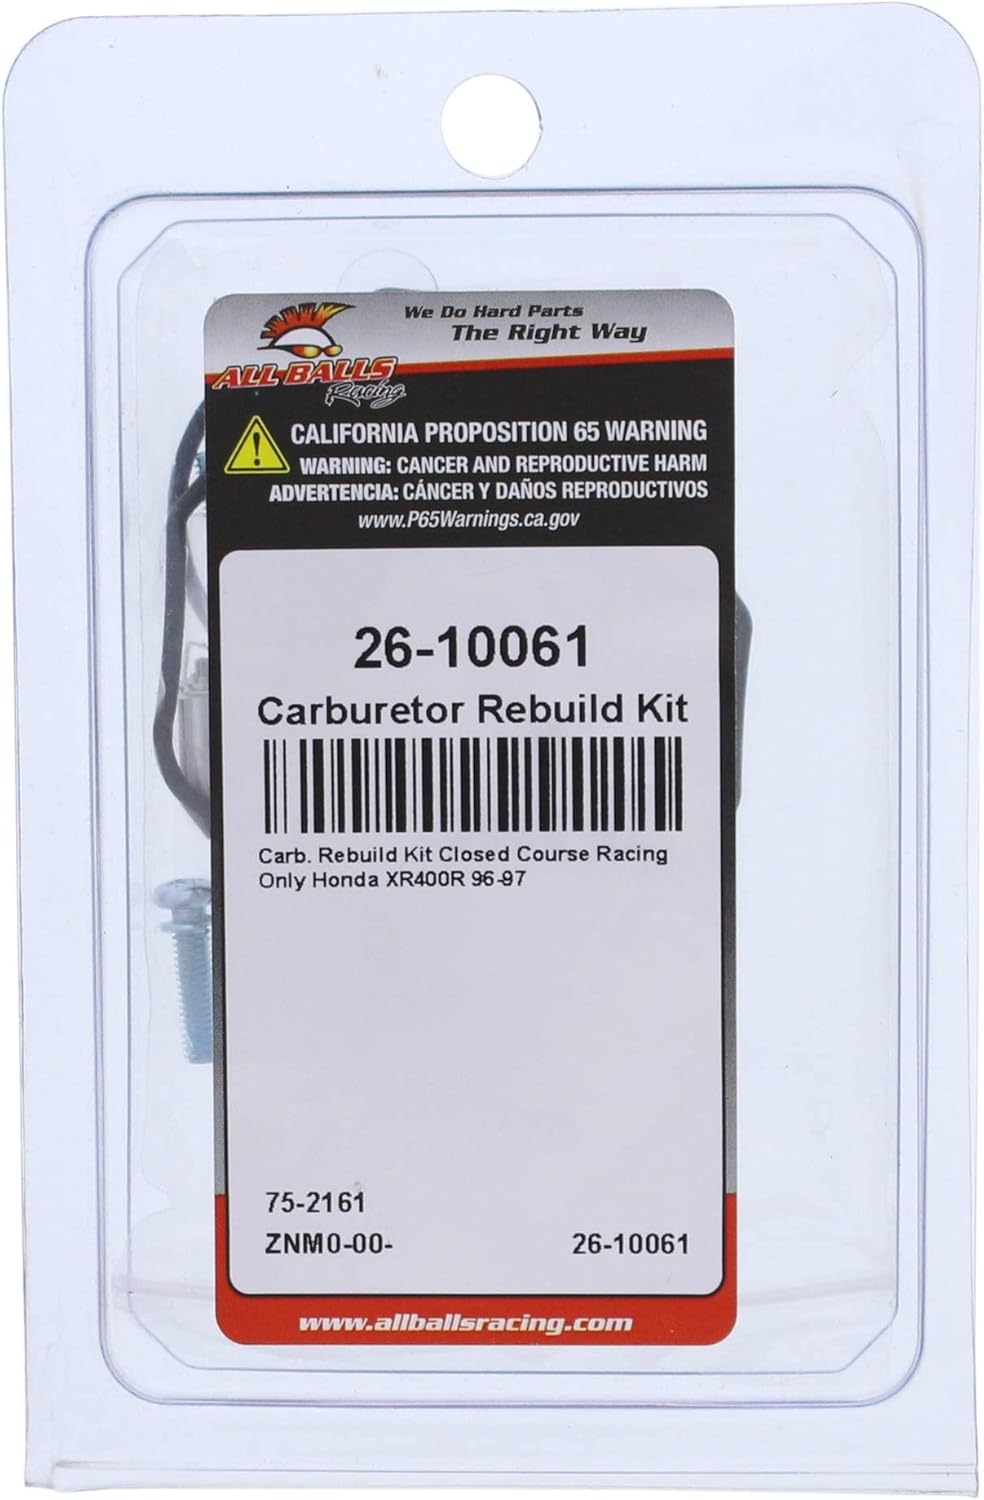 We Do Hard Parts
The Right Way
ALL BALLS
Racing
CALIFORNIA PROPOSITION 65 WARNING
WARNING: CANCER AND REPRODUCTIVE HARM
ADVERTENCIA: CÁNCER Y DAÑOS REPRODUCTIVOS
www.P65Warnings.ca.gov
26-10061
Carburetor Rebuild Kit
Carb. Rebuild Kit Closed Course Racing
Only Honda XR400R 96-97
75-2161
ZNM0-00- 26-10061
www.allballsracing.com